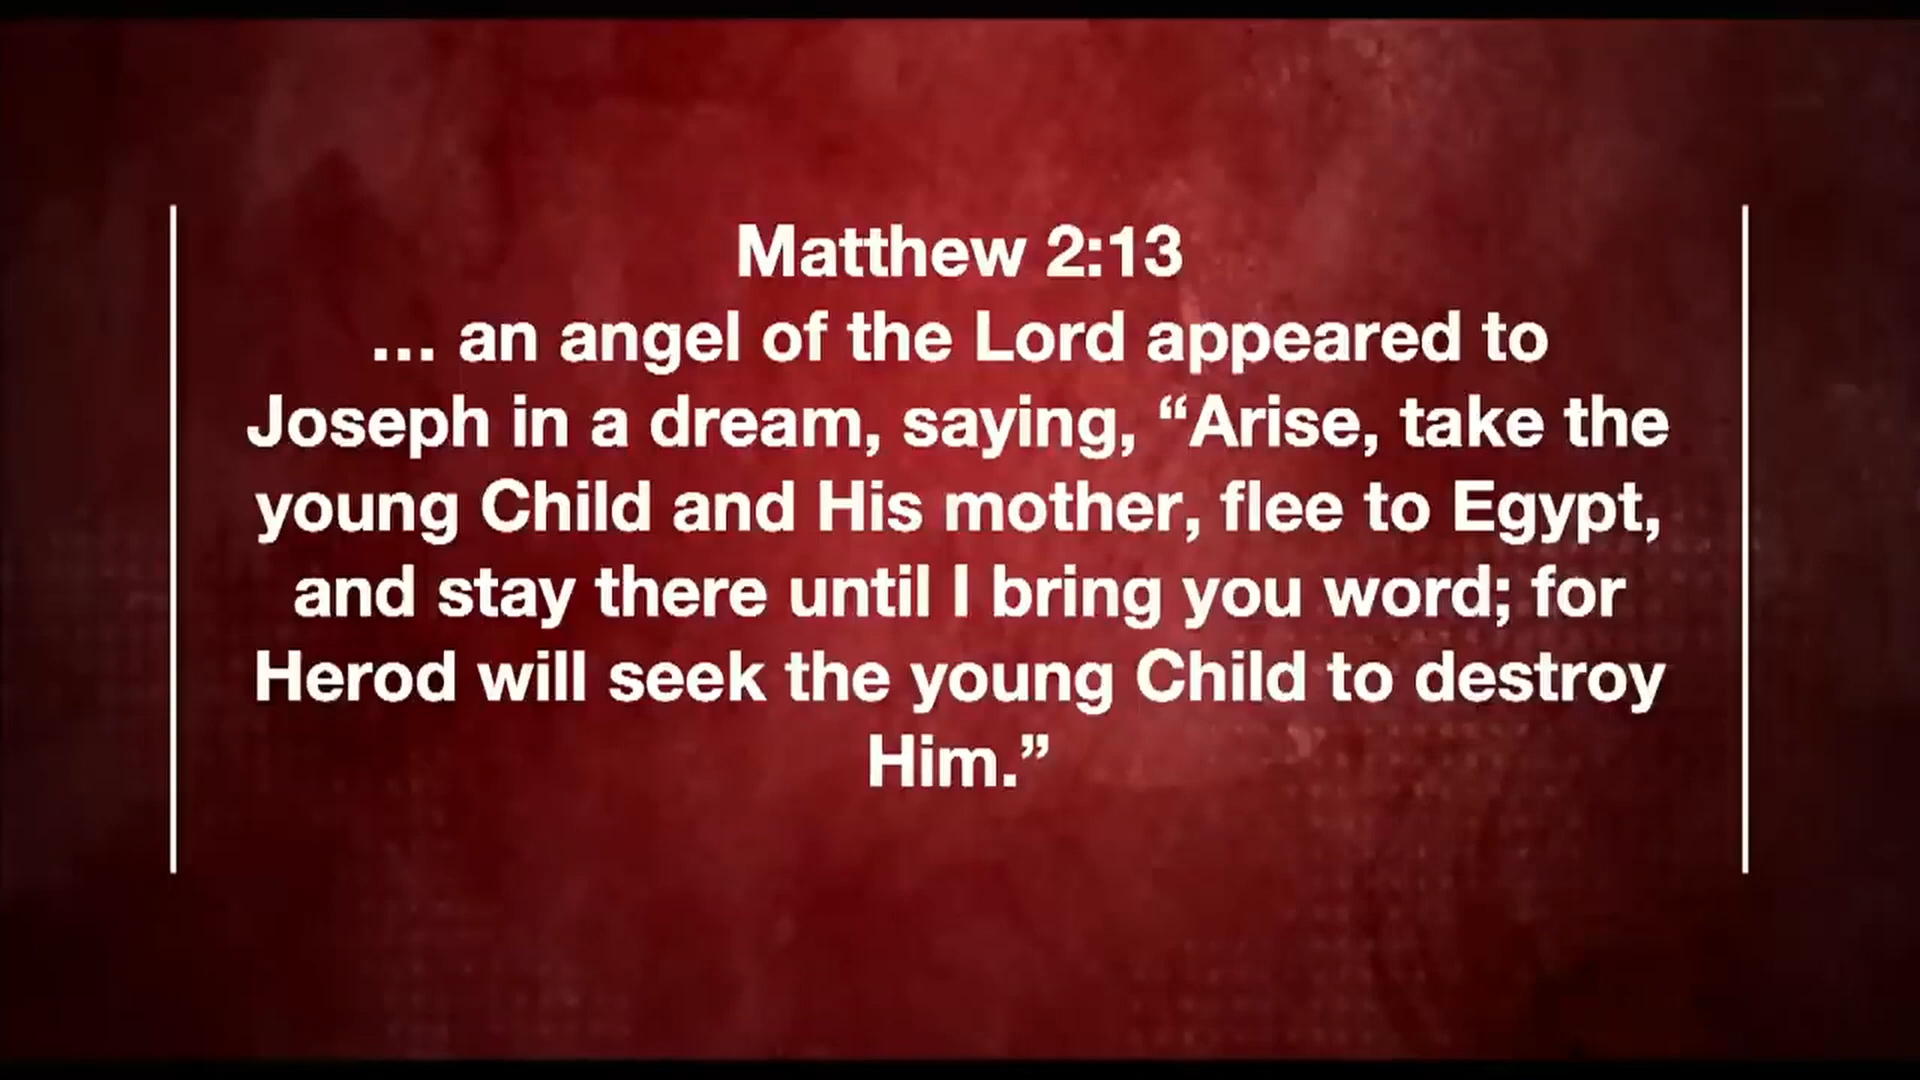 Matthew 2:13
… an angel of the Lord appeared to
Joseph in a dream, saying, “Arise, take the
young Child and His mother, flee to Egypt,
and stay there until I bring you word; for
Herod will seek the young Child to destroy
Him.”